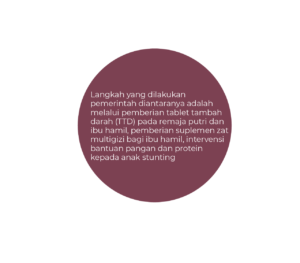 Langkah yang dilakukan
pemerintah diantaranya adalah
melalui pemberian tablet tambah
darah (TTD) pada remaja putri dan
ibu hamil, pemberian suplemen zat
multigizi bagi ibu hamil, intervensi
bantuan pangan dan protein
kepada anak stunting